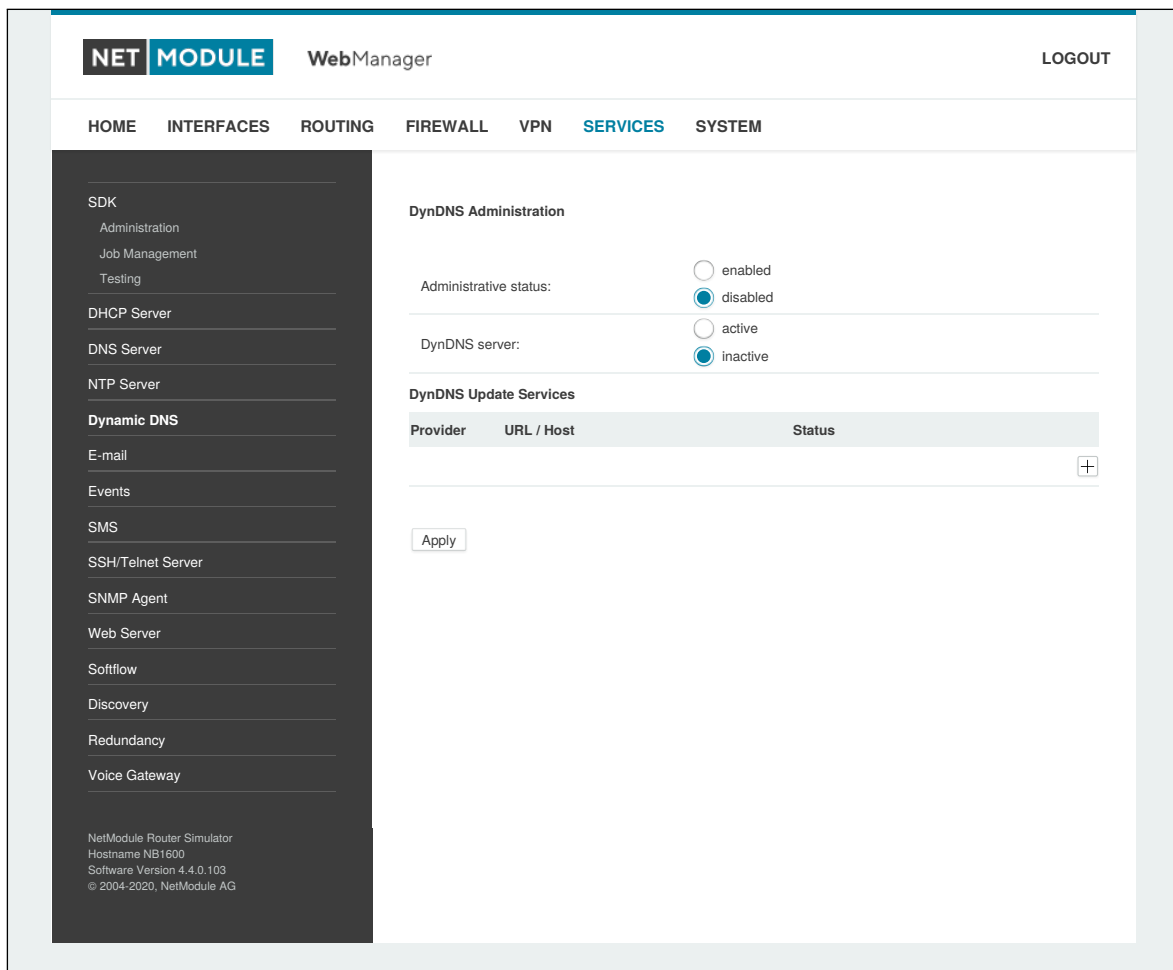 NET MODULE WebManager LOGOUT
HOME INTERFACES ROUTING FIREWALL VPN SERVICES SYSTEM
SDK
Administration
Job Management
Testing
DHCP Server
DNS Server
NTP Server
Dynamic DNS
E-mail
Events
SMS
SSH/Telnet Server
SNMP Agent
Web Server
Softflow
Discovery
Redundancy
Voice Gateway
NetModule Router Simulator
Hostname NB1600
Software Version 4.4.0.103
© 2004-2020, NetModule AG
DynDNS Administration
Administrative status:
enabled
disabled
DynDNS server:
active
inactive
DynDNS Update Services
Provider URL / Host Status
Apply